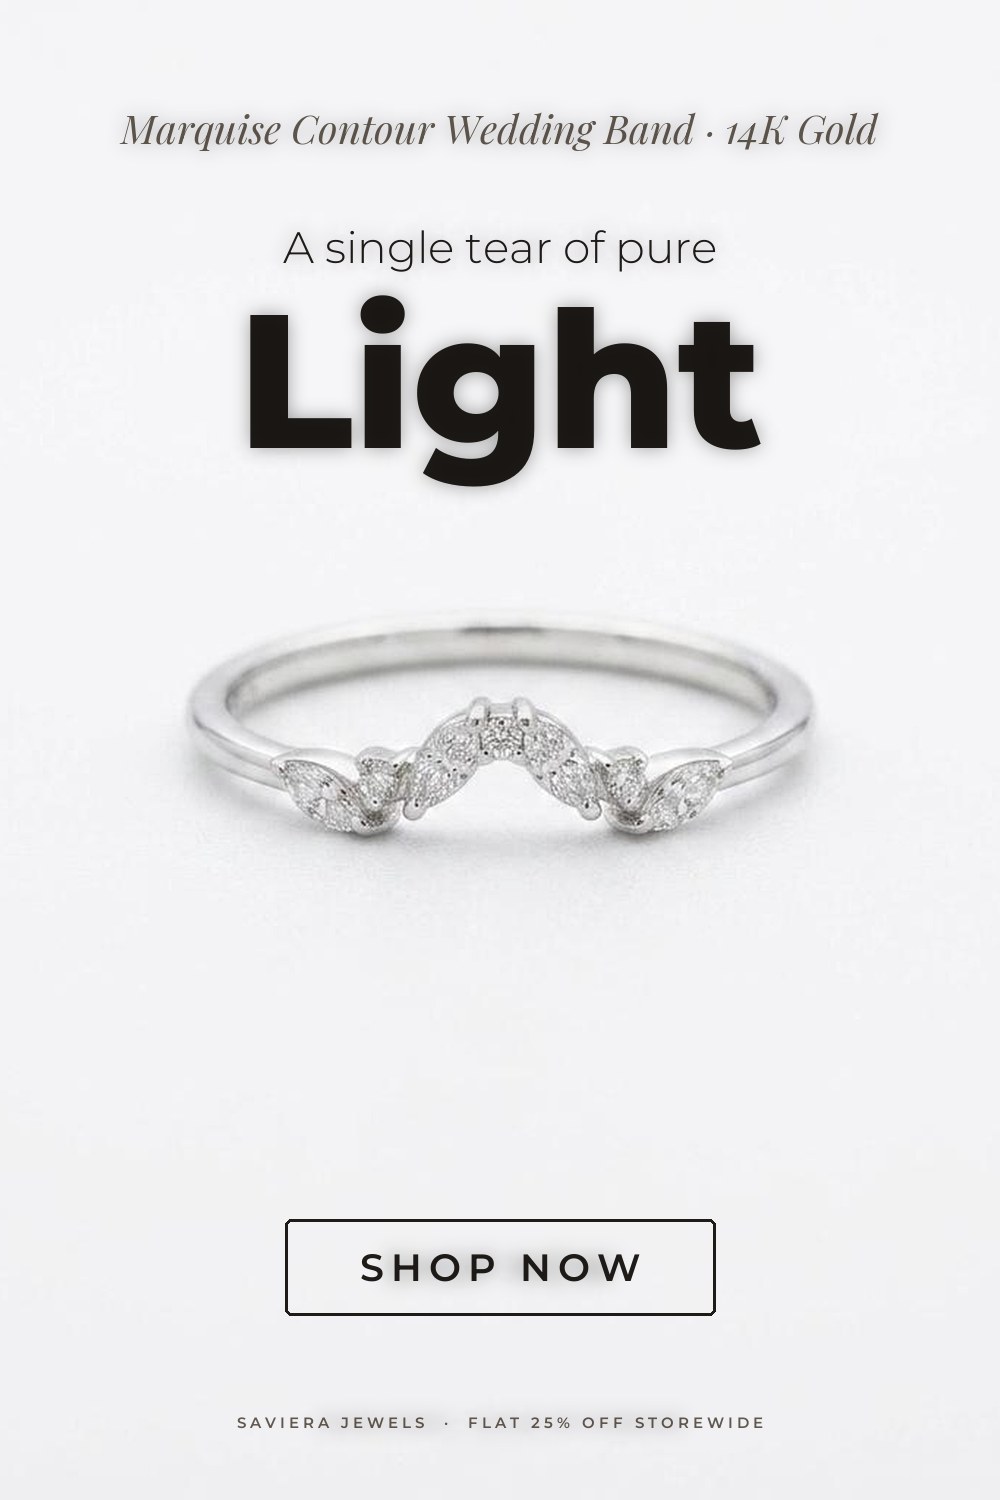 Marquise Contour Wedding Band · 14K Gold
A single tear of pure
Light
SHOP NOW
SAVIERA JEWELS · FLAT 25% OFF STOREWIDE